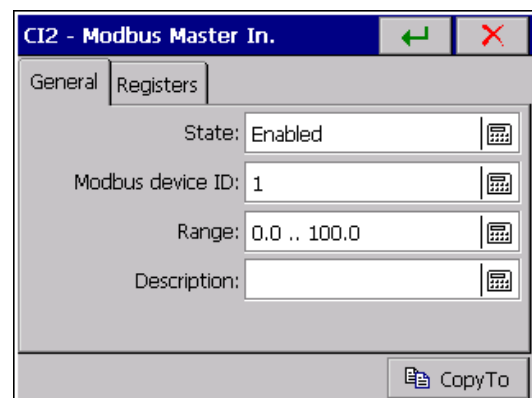 CI2 - Modbus Master In.
General Registers
State: Enabled
Modbus device ID: 1
Range: 0.0 .. 100.0
Description:
CopyTo